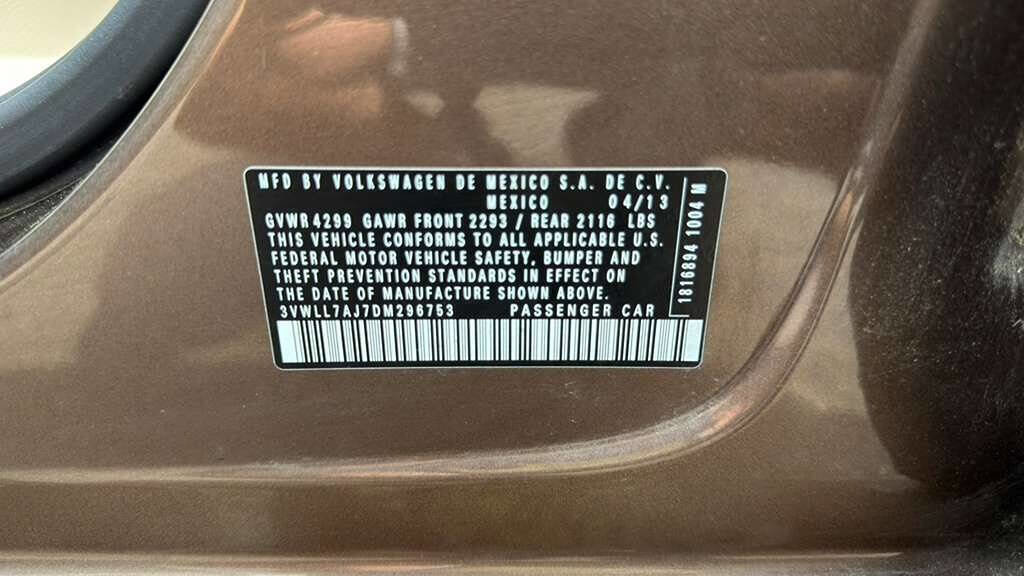 MFD BY VOLKSWAGEN DE MEXICO S.A. DE C.V.
MEXICO 04/13
GVWR 4299 GAWR FRONT 2293 / REAR 2116 LBS
THIS VEHICLE CONFORMS TO ALL APPLICABLE U.S.
FEDERAL MOTOR VEHICLE SAFETY, BUMPER AND
THEFT PREVENTION STANDARDS IN EFFECT ON
THE DATE OF MANUFACTURE SHOWN ABOVE.
3VWLL7AJ7DM296753 PASSENGER CAR
1816894 1004 M